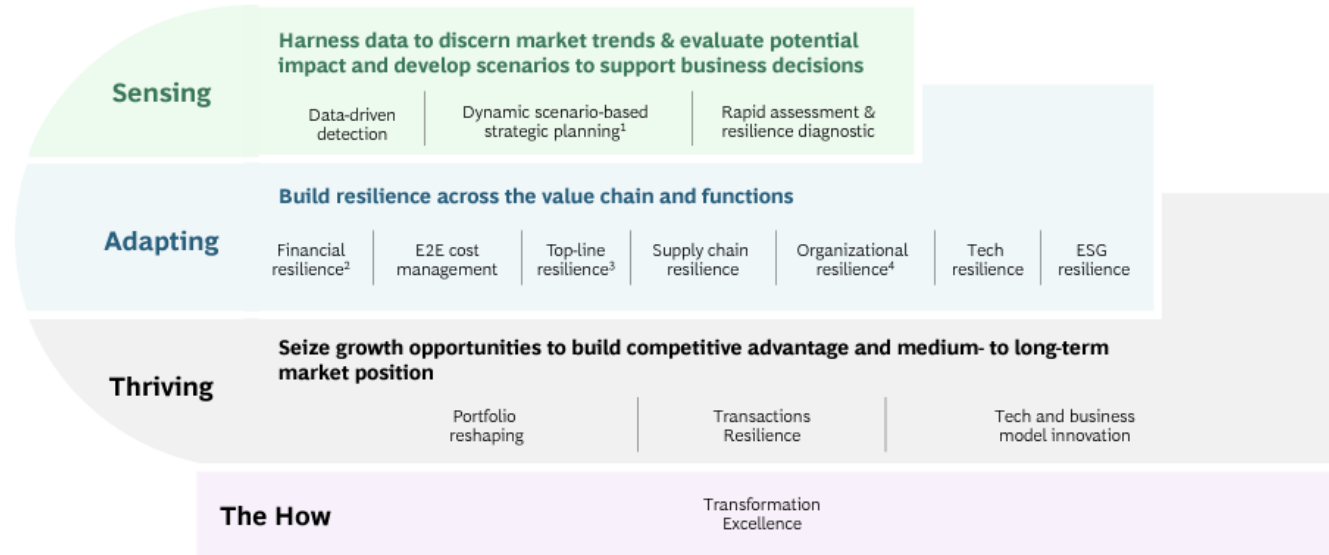 Sensing
Harness data to discern market trends & evaluate potential
impact and develop scenarios to support business decisions
Data-driven
detection
Dynamic scenario-based
strategic planning¹
Rapid assessment &
resilience diagnostic
Adapting
Build resilience across the value chain and functions
Financial
resilience²
E2E cost
management
Top-line
resilience³
Supply chain
resilience
Organizational
resilience⁴
Tech
resilience
ESG
resilience
Thriving
Seize growth opportunities to build competitive advantage and medium- to long-term
market position
Portfolio
reshaping
Transactions
Resilience
Tech and business
model innovation
The How
Transformation
Excellence